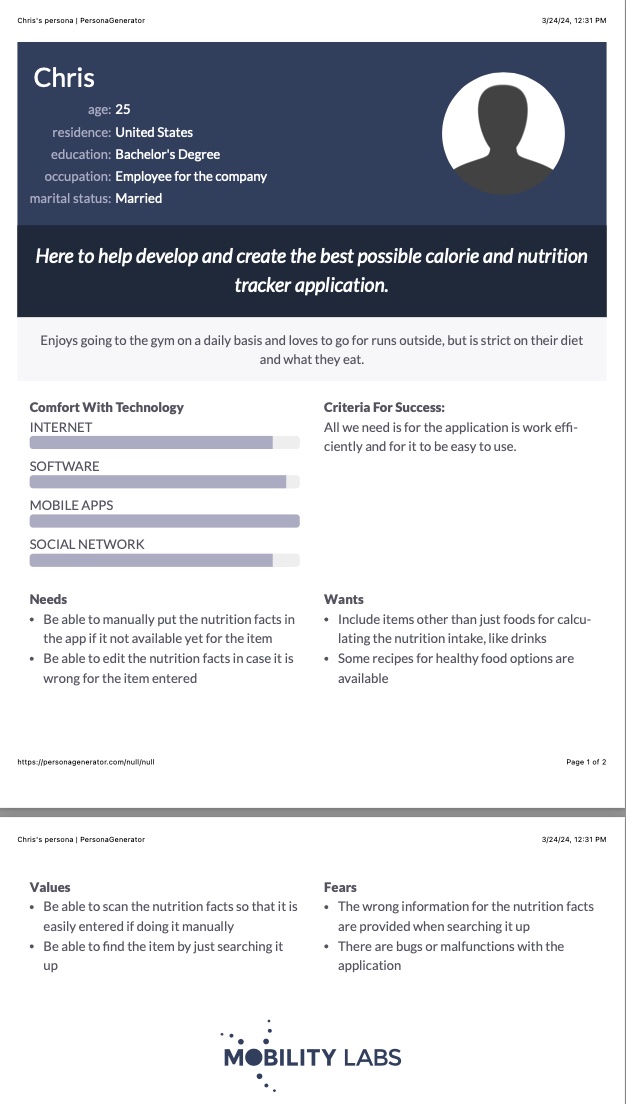 Chris's persona | PersonaGenerator
3/24/24, 12:31 PM
Chris
age: 25
residence: United States
education: Bachelor's Degree
occupation: Employee for the company
marital status: Married
Here to help develop and create the best possible calorie and nutrition
tracker application.
Enjoys going to the gym on a daily basis and loves to go for runs outside, but is strict on their diet
and what they eat.
Comfort With Technology
INTERNET
SOFTWARE
MOBILE APPS
SOCIAL NETWORK
Criteria For Success:
All we need is for the application is work effi-
ciently and for it to be easy to use.
Needs
• Be able to manually put the nutrition facts in
the app if it not available yet for the item
• Be able to edit the nutrition facts in case it is
wrong for the item entered
Wants
• Include items other than just foods for calcu-
lating the nutrition intake, like drinks
• Some recipes for healthy food options are
available
https://personagenerator.com/null/null
Page 1 of 2
Chris's persona | PersonaGenerator
3/24/24, 12:31 PM
Values
• Be able to scan the nutrition facts so that it is
easily entered if doing it manually
• Be able to find the item by just searching it
up
Fears
• The wrong information for the nutrition facts
are provided when searching it up
• There are bugs or malfunctions with the
application
MOBILITY LABS